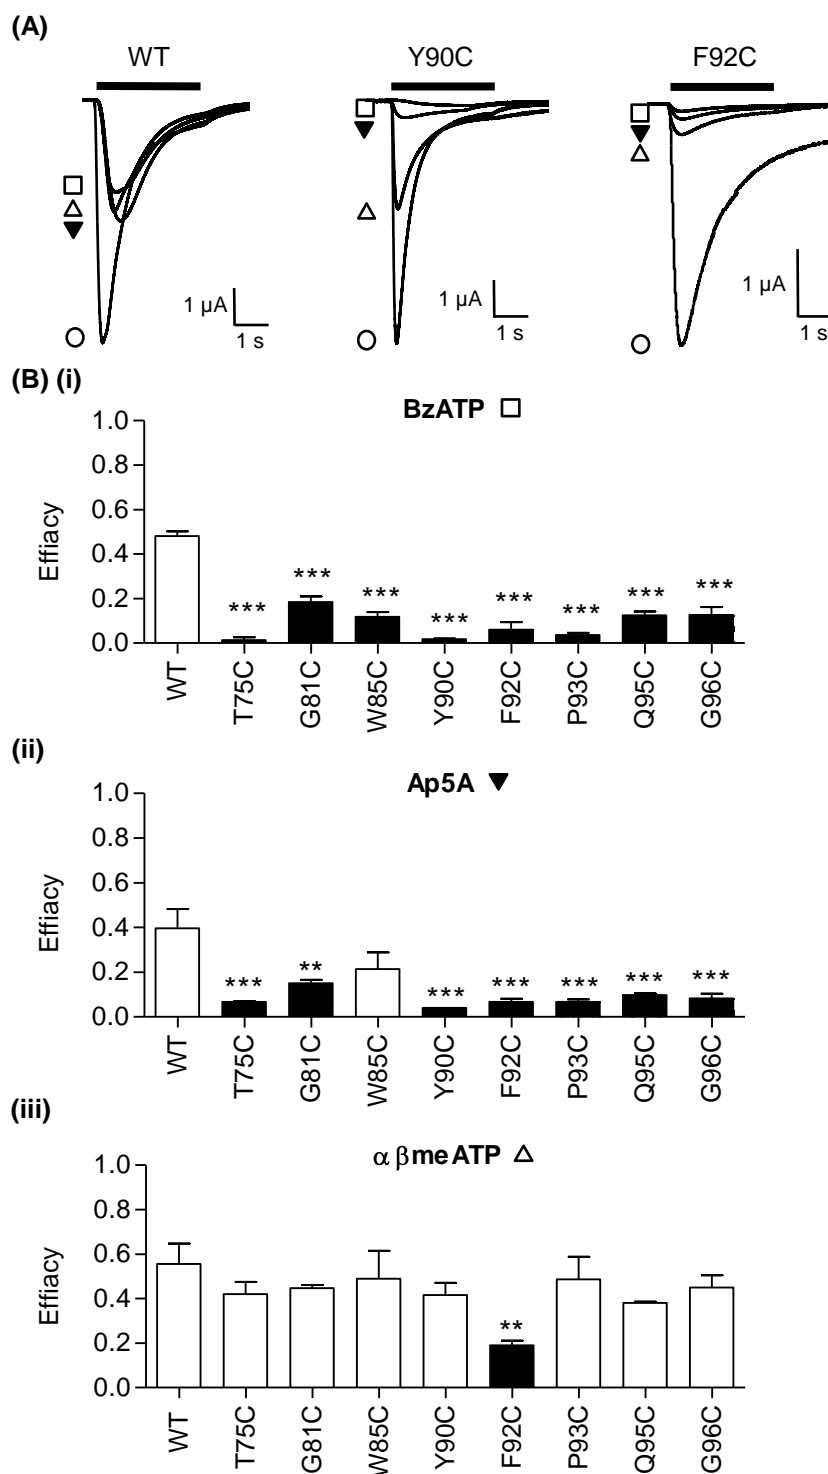 (A)
WT Y90C F92C
1 µA 1 µA 1 µA
1 s 1 s 1 s
(B) (i)
BzATP
Effiacy
1.0
0.8
0.6
0.4
0.2
0.0
*** *** *** *** *** *** *** ***
WT T75C G81C W85C Y90C F92C P93C Q95C G96C
(ii)
Ap5A
Effiacy
1.0
0.8
0.6
0.4
0.2
0.0
*** ** *** *** *** *** ***
WT T75C G81C W85C Y90C F92C P93C Q95C G96C
(iii)
α βmeATP
Effiacy
1.0
0.8
0.6
0.4
0.2
0.0
**
WT T75C G81C W85C Y90C F92C P93C Q95C G96C